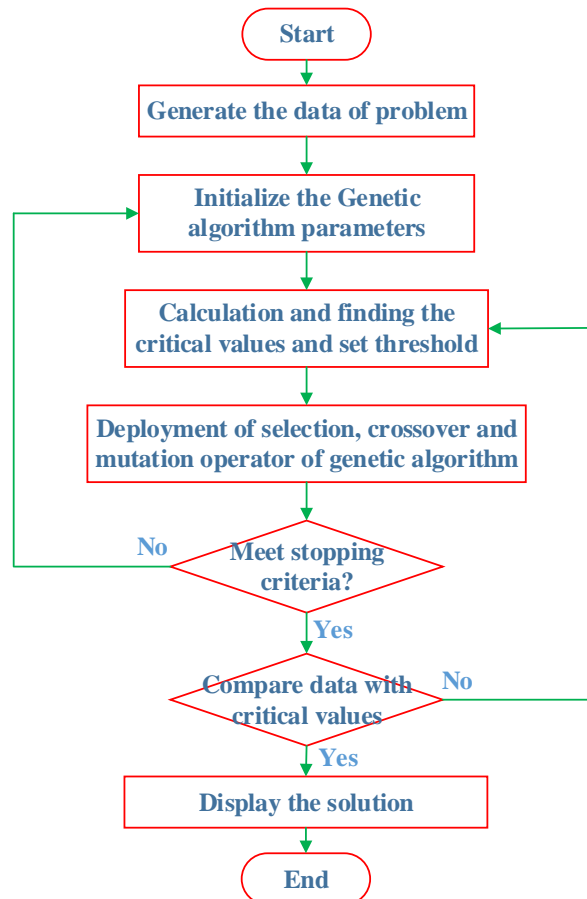 Start
Generate the data of problem
Initialize the Genetic
algorithm parameters
Calculation and finding the
critical values and set threshold
Deployment of selection, crossover and
mutation operator of genetic algorithm
No
Meet stopping
criteria?
Yes
Compare data with
critical values
No
Yes
Display the solution
End